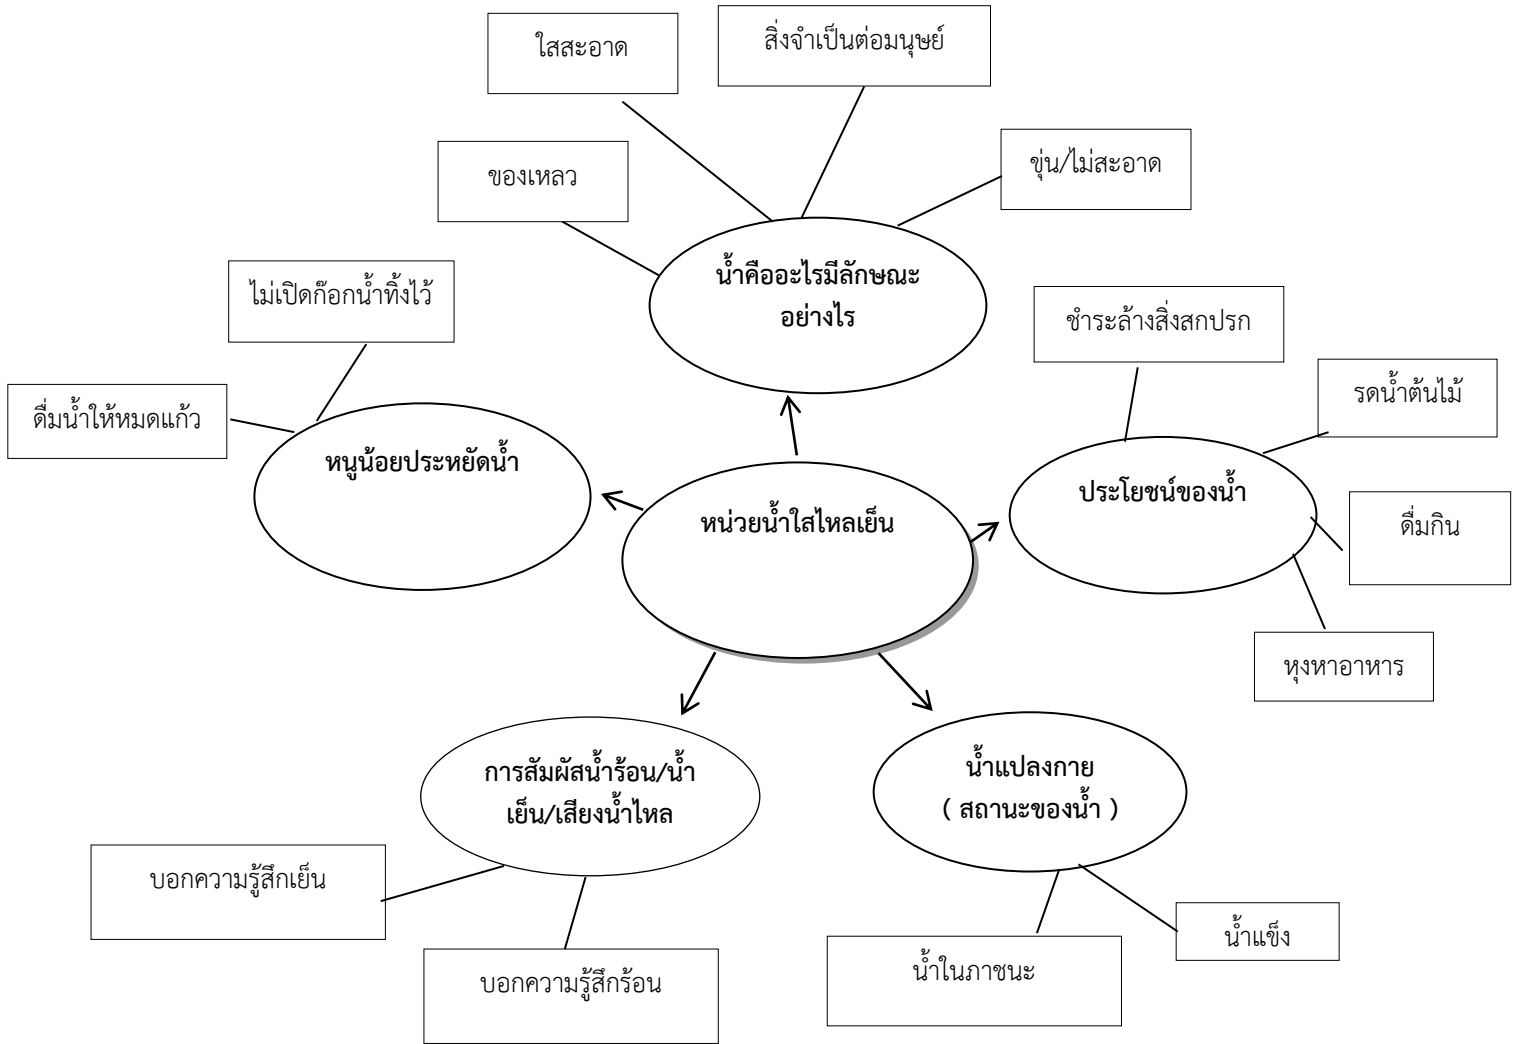 ใสสะอาด
สิ่งจำเป็นต่อมนุษย์
ของเหลว
ขุ่น/ไม่สะอาด
น้ำคืออะไรมีลักษณะ
อย่างไร
ไม่เปิดก๊อกน้ำทิ้งไว้
ดื่มน้ำให้หมดแก้ว
หนูน้อยประหยัดน้ำ
ชำระล้างสิ่งสกปรก
รดน้ำต้นไม้
ประโยชน์ของน้ำ
ดื่มกิน
หุงหาอาหาร
หน่วยน้ำใสไหลเย็น
การสัมผัสน้ำร้อน/น้ำ
เย็น/เสียงน้ำไหล
บอกความรู้สึกเย็น
บอกความรู้สึกร้อน
น้ำแปลงกาย
( สถานะของน้ำ )
น้ำในภาชนะ
น้ำแข็ง